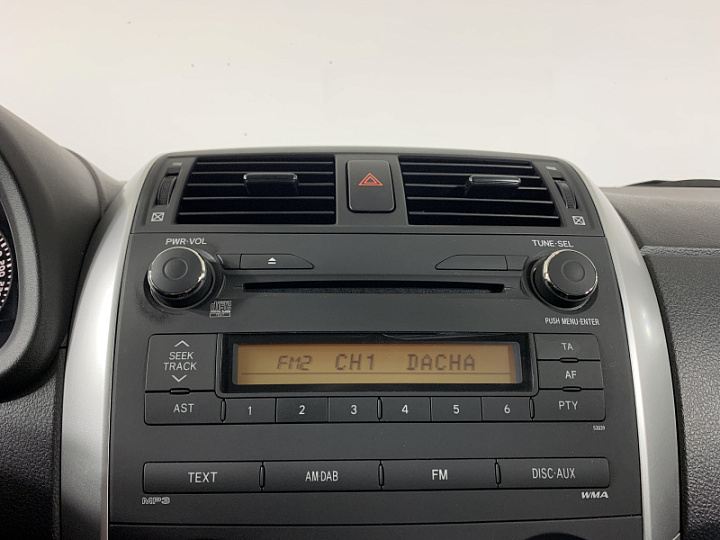 PWR·VOL
TUNE·SEL
PUSH MENU·ENTER
SEEK
TRACK
FM2 CH1 DACHA
TA
AF
AST 1 2 3 4 5 6 PTY
TEXT AM·DAB FM DISC·AUX
MP3 WMA